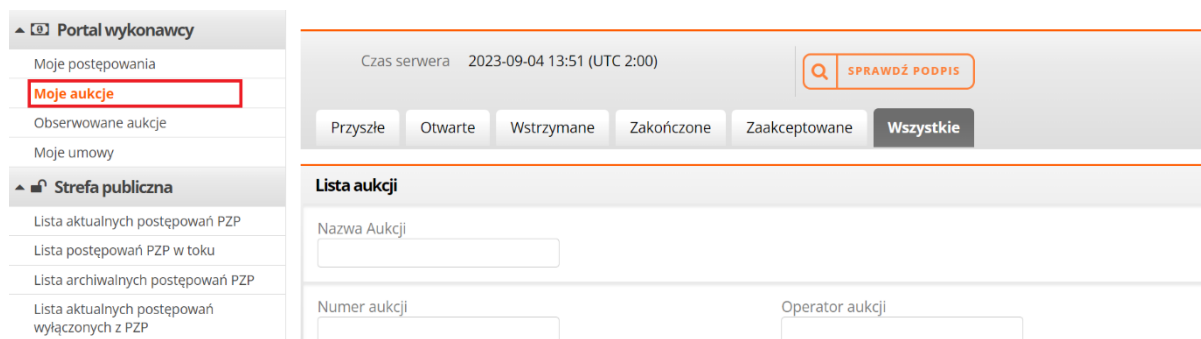 Portal wykonawcy
Moje postępowania
Moje aukcje
Obserwowane aukcje
Moje umowy
Strefa publiczna
Lista aktualnych postępowań PZP
Lista postępowań PZP w toku
Lista archiwalnych postępowań PZP
Lista aktualnych postępowań
wyłączonych z PZP
Czas serwera 2023-09-04 13:51 (UTC 2:00)
SPRAWDŹ PODPIS
Przyszłe Otwarte Wstrzymane Zakończone Zaakceptowane Wszystkie
Lista aukcji
Nazwa Aukcji
Numer aukcji Operator aukcji